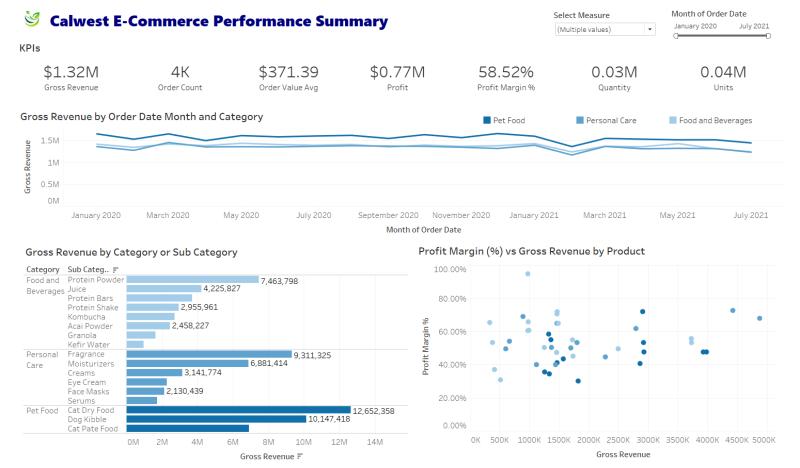 Calwest E-Commerce Performance Summary
Select Measure
(Multiple values)
Month of Order Date
January 2020 July 2021
KPIs
$1.32M 4K $371.39 $0.77M 58.52% 0.03M 0.04M
Gross Revenue Order Count Order Value Avg Profit Profit Margin % Quantity Units
Gross Revenue by Order Date Month and Category
Pet Food Personal Care Food and Beverages
Gross Revenue
1.5M
1M
0.5M
0M
January 2020 March 2020 May 2020 July 2020 September 2020 November 2020 January 2021 March 2021 May 2021 July 2021
Month of Order Date
Gross Revenue by Category or Sub Category
Category Sub Categ..
Food and Beverages
Protein Powder 7,463,798
Juice 4,225,827
Protein Bars
Protein Shake 2,955,961
Kombucha
Acai Powder 2,458,227
Granola
Kefir Water
Personal Care
Fragrance 9,311,325
Moisturizers 6,881,414
Creams 3,141,774
Eye Cream
Face Masks 2,130,439
Serums
Pet Food
Cat Dry Food 12,652,358
Dog Kibble 10,147,418
Cat Pate Food
0M 2M 4M 6M 8M 10M 12M 14M
Gross Revenue
Profit Margin (%) vs Gross Revenue by Product
Profit Margin %
100.00%
80.00%
60.00%
40.00%
20.00%
0.00%
0K 500K 1000K 1500K 2000K 2500K 3000K 3500K 4000K 4500K 5000K
Gross Revenue